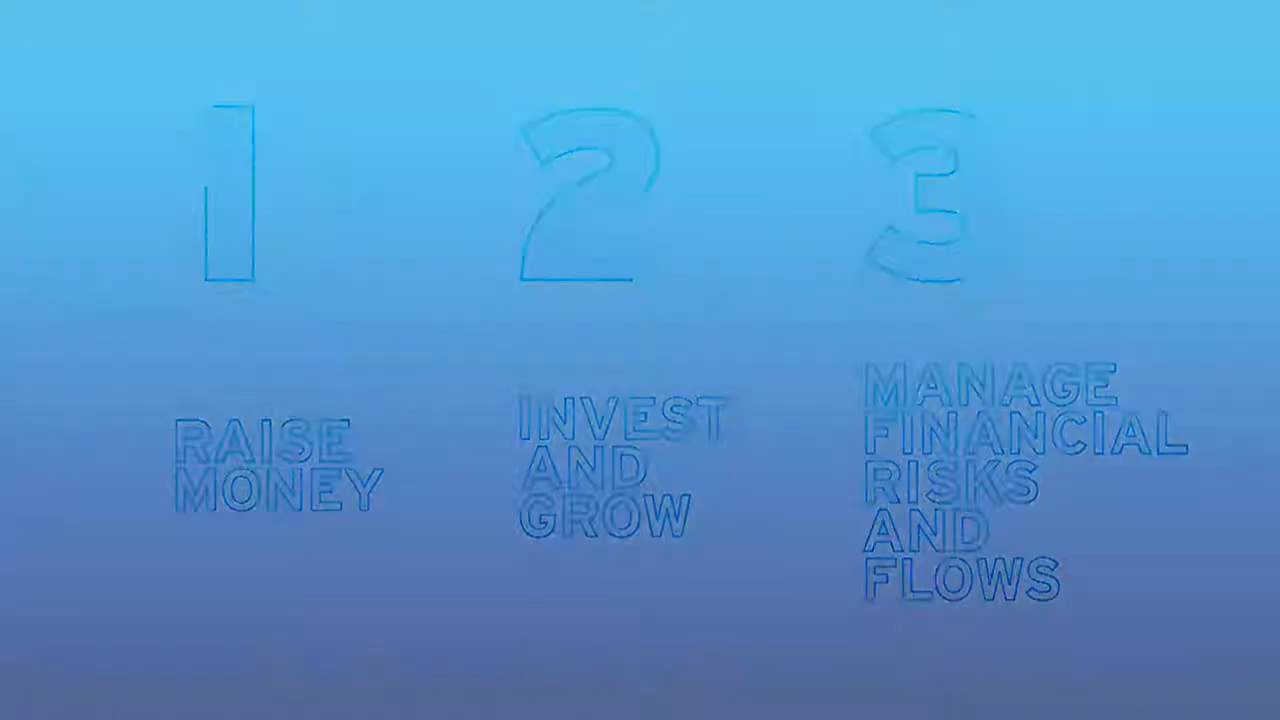 1
RAISE
MONEY
2
INVEST
AND
GROW
3
MANAGE
FINANCIAL
RISKS
AND
FLOWS